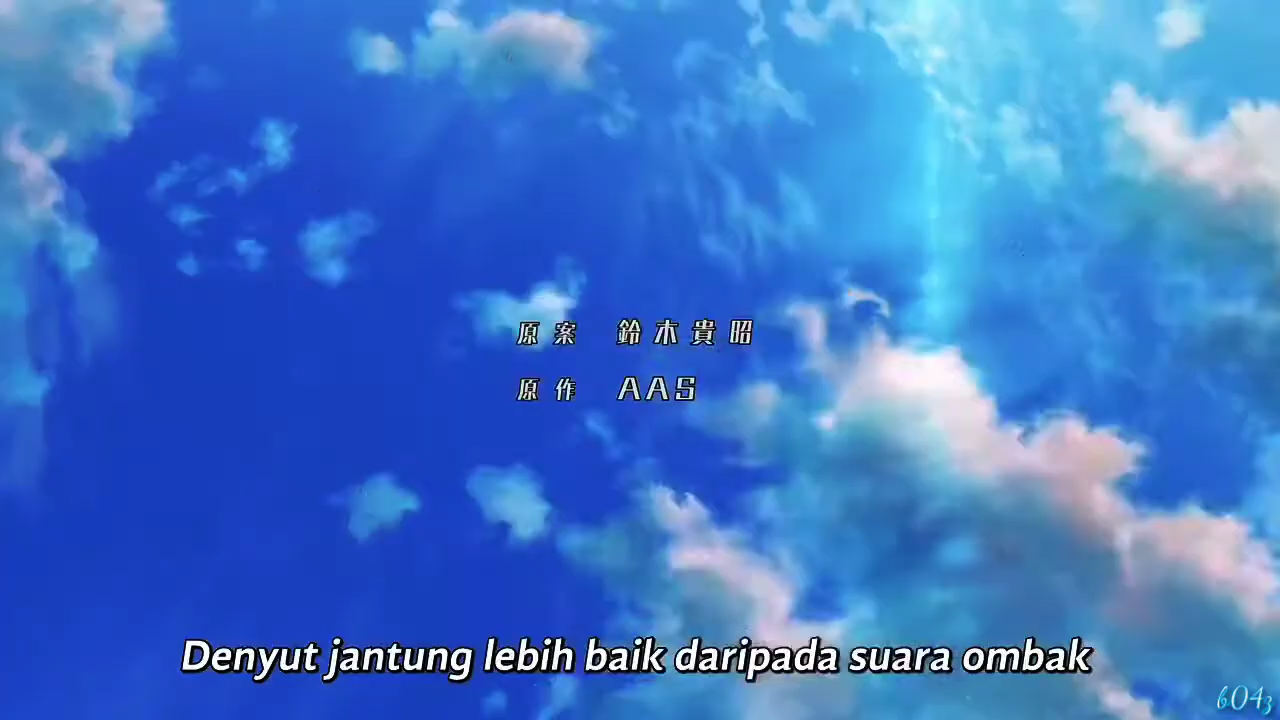 原案 鈴木貴昭
原作 AAS
Denyut jantung lebih baik daripada suara ombak
6043